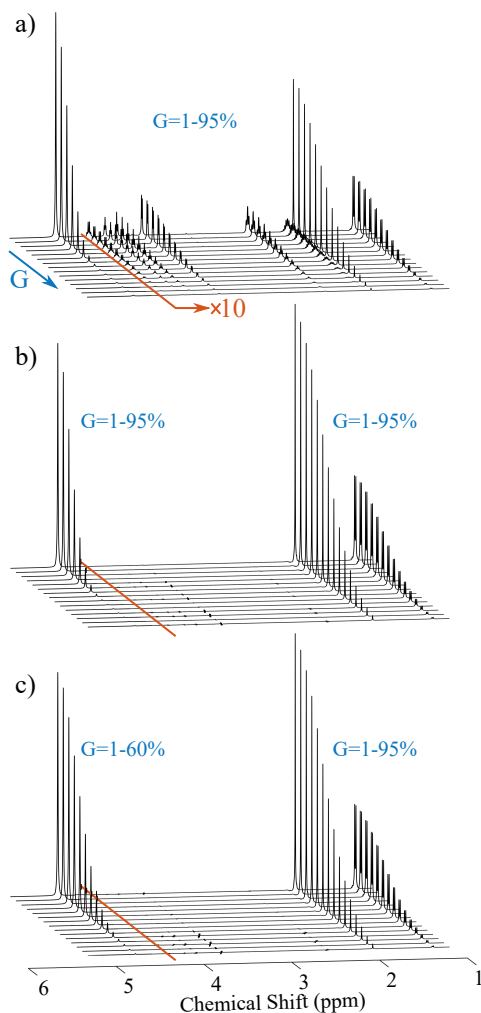 a)
G=1-95%
G
×10
b)
G=1-95%
G=1-95%
c)
G=1-60%
G=1-95%
6
5
4
3
2
1
Chemical Shift (ppm)